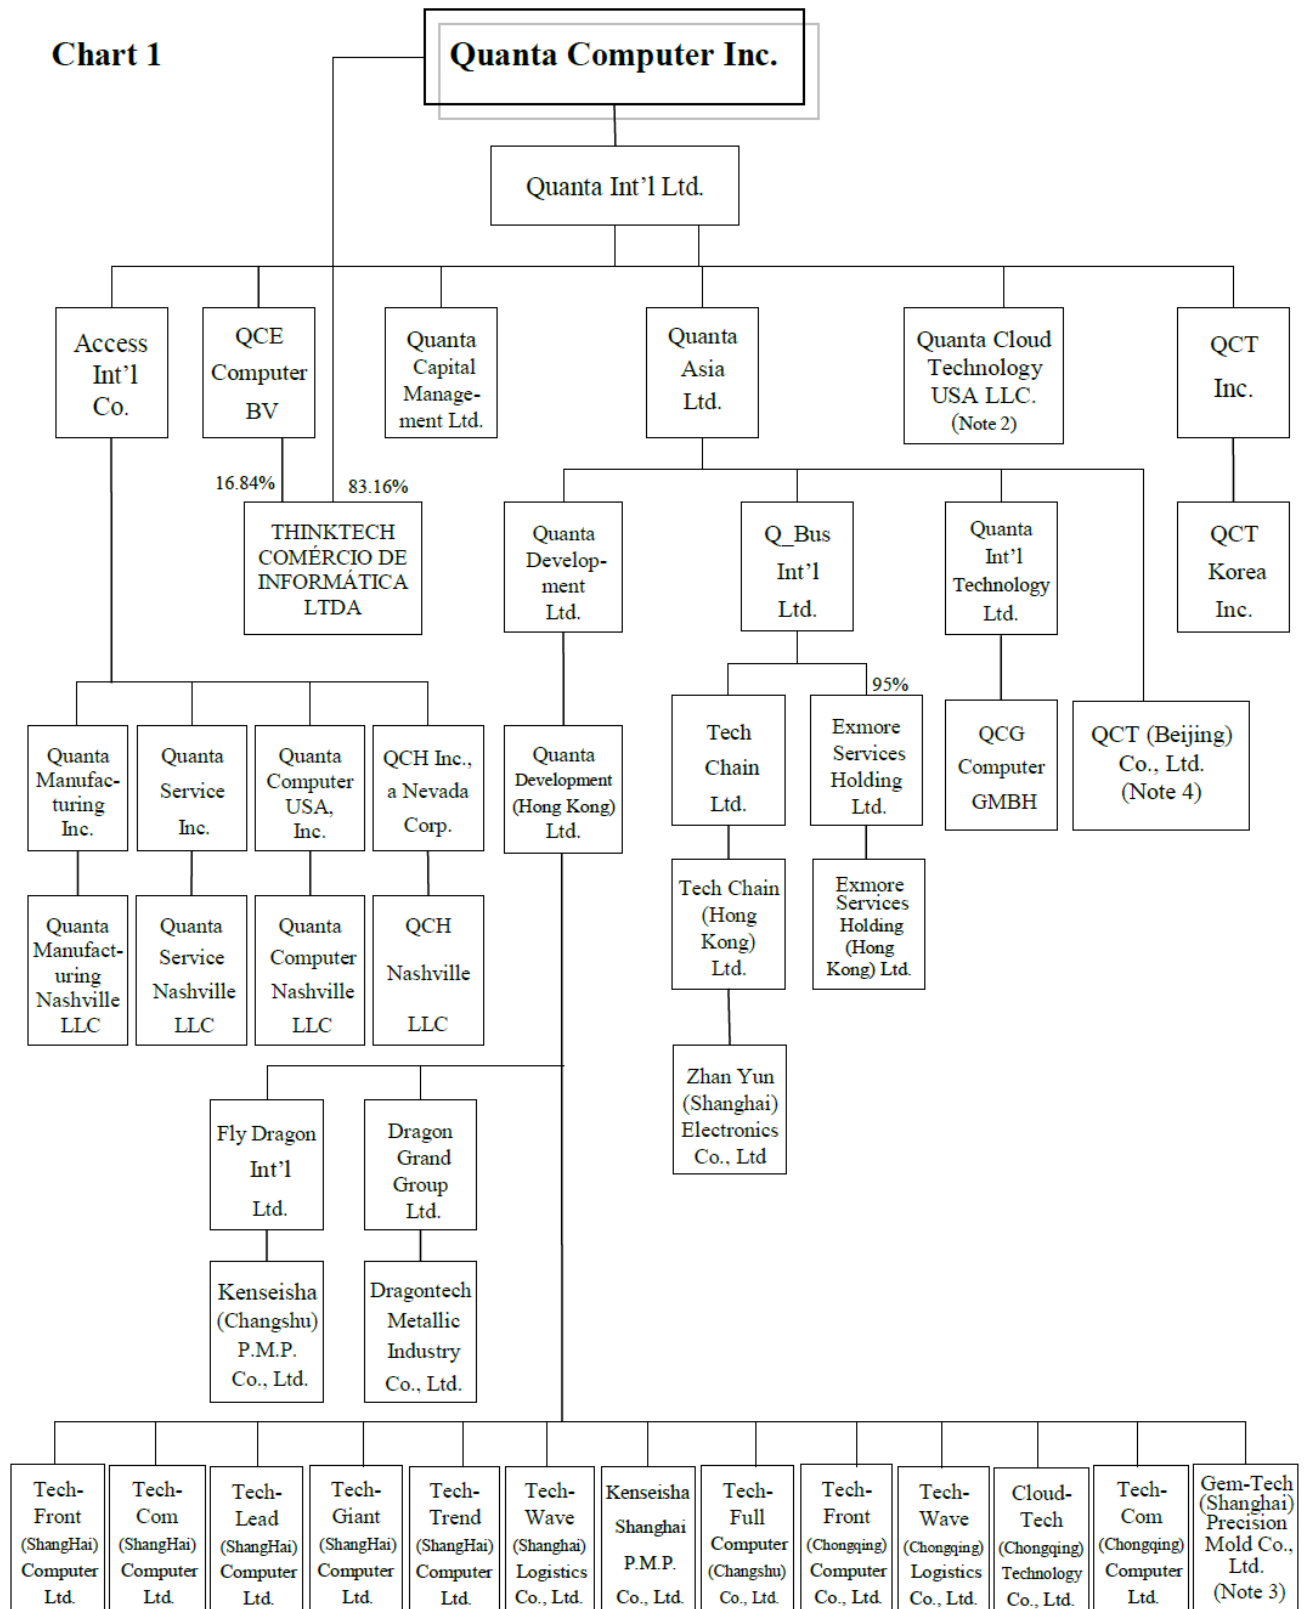 Chart 1
Quanta Computer Inc.
Quanta Int'l Ltd.
Access
Int'l
Co.
QCE
Computer
BV
Quanta
Capital
Manage-
ment Ltd.
Quanta
Asia
Ltd.
Quanta Cloud
Technology
USA LLC.
(Note 2)
QCT
Inc.
16.84%
83.16%
THINKTECH
COMÉRCIO DE
INFORMÁTICA
LTDA
Quanta
Develop-
ment
Ltd.
Q_Bus
Int'l
Ltd.
Quanta
Int'l
Technology
Ltd.
QCT
Korea
Inc.
95%
Quanta
Manufac-
turing
Inc.
Quanta
Service
Inc.
Quanta
Computer
USA,
Inc.
QCH Inc.,
a Nevada
Corp.
Quanta
Development
(Hong Kong)
Ltd.
Tech
Chain
Ltd.
Exmore
Services
Holding
Ltd.
QCG
Computer
GMBH
QCT (Beijing)
Co., Ltd.
(Note 4)
Quanta
Manufact-
uring
Nashville
LLC
Quanta
Service
Nashville
LLC
Quanta
Computer
Nashville
LLC
QCH
Nashville
LLC
Tech Chain
(Hong
Kong)
Ltd.
Exmore
Services
Holding
(Hong
Kong) Ltd.
Zhan Yun
(Shanghai)
Electronics
Co., Ltd
Fly Dragon
Int'l
Ltd.
Dragon
Grand
Group
Ltd.
Kenseisha
(Changshu)
P.M.P.
Co., Ltd.
Dragontech
Metallic
Industry
Co., Ltd.
Tech-
Front
(ShangHai)
Computer
Ltd.
Tech-
Com
(ShangHai)
Computer
Ltd.
Tech-
Lead
(ShangHai)
Computer
Ltd.
Tech-
Giant
(ShangHai)
Computer
Ltd.
Tech-
Trend
(ShangHai)
Computer
Ltd.
Tech-
Wave
(Shanghai)
Logistics
Co., Ltd.
Kenseisha
Shanghai
P.M.P.
Co., Ltd.
Tech-
Full
Computer
(Changshu)
Co., Ltd.
Tech-
Front
(Chongqing)
Computer
Co., Ltd.
Tech-
Wave
(Chongqing)
Logistics
Co., Ltd.
Cloud-
Tech
(Chongqing)
Technology
Co., Ltd.
Tech-
Com
(Chongqing)
Computer
Ltd.
Gem-Tech
(Shanghai)
Precision
Mold Co.,
Ltd.
(Note 3)